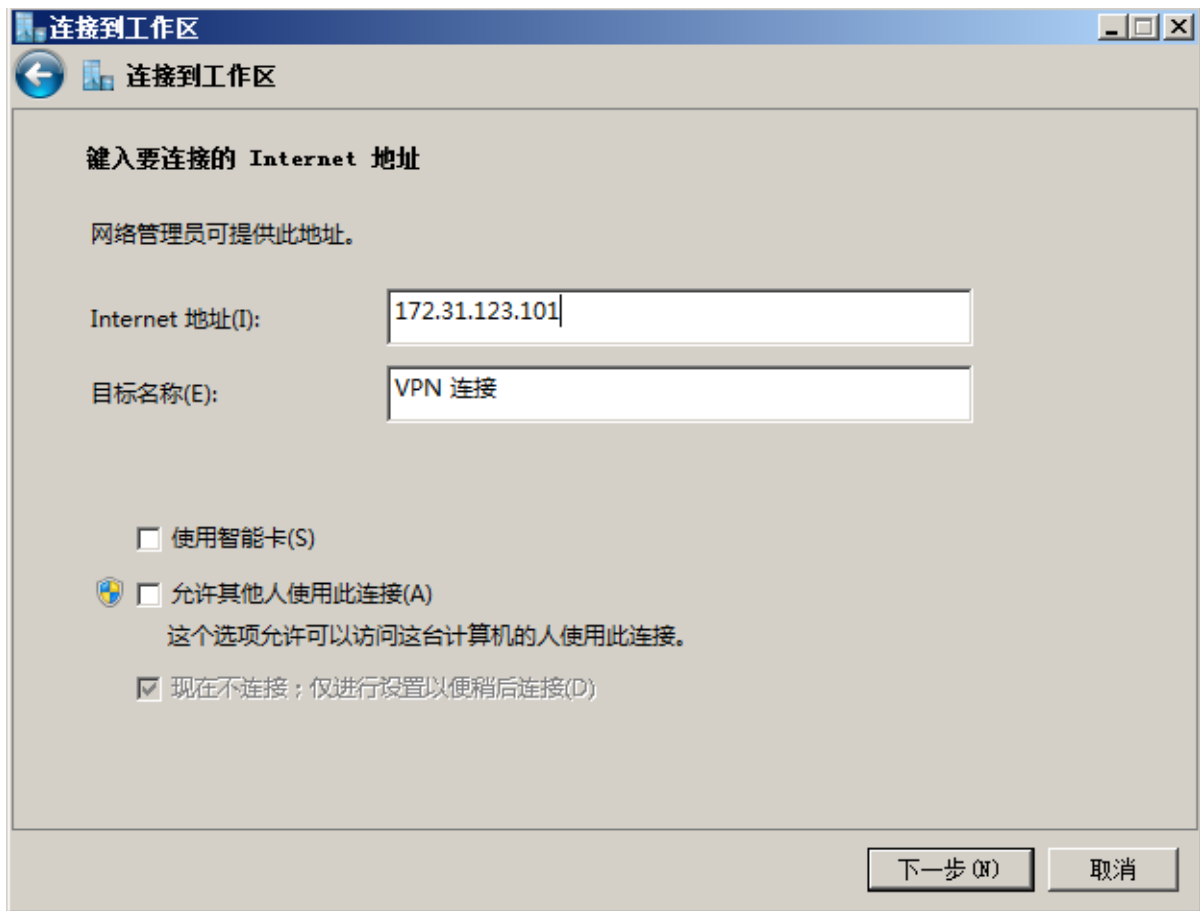 连接到工作区
连接到工作区
键入要连接的 Internet 地址
网络管理员可提供此地址。
Internet 地址(I):
172.31.123.101
目标名称(E):
VPN 连接
使用智能卡(S)
允许其他人使用此连接(A)
这个选项允许可以访问这台计算机的人使用此连接。
现在不连接；仅进行设置以便稍后连接(D)
下一步(N)
取消